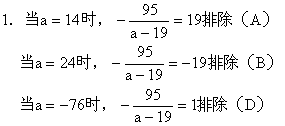 1. 当a = 14时， -95/(a-19) = 19排除（A）
当a = 24时， -95/(a-19) = -19排除（B）
当a = -76时， -95/(a-19) = 1排除（D）